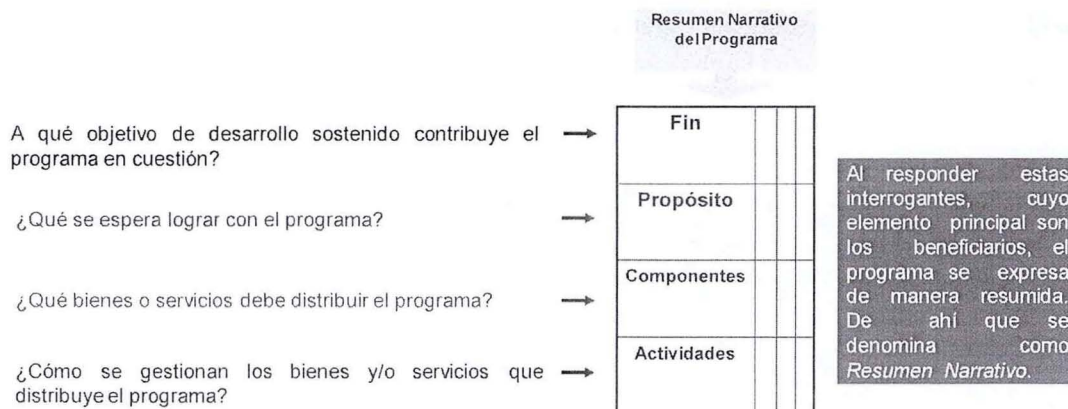 Resumen Narrativo
del Programa
A qué objetivo de desarrollo sostenido contribuye el
programa en cuestión?
Fin
¿Qué se espera lograr con el programa?
Propósito
¿Qué bienes o servicios debe distribuir el programa?
Componentes
¿Cómo se gestionan los bienes y/o servicios que
distribuye el programa?
Actividades
Al responder estas
interrogantes, cuyo
elemento principal son
los beneficiarios, el
programa se expresa
de manera resumida.
De ahí que se
denomina como
Resumen Narrativo.